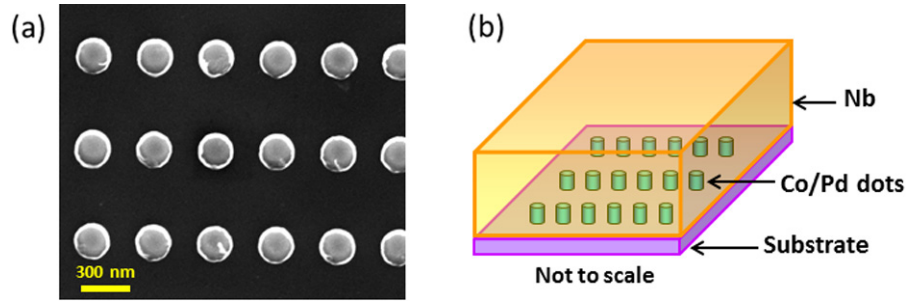 (a)
300 nm
(b)
Nb
Co/Pd dots
Substrate
Not to scale